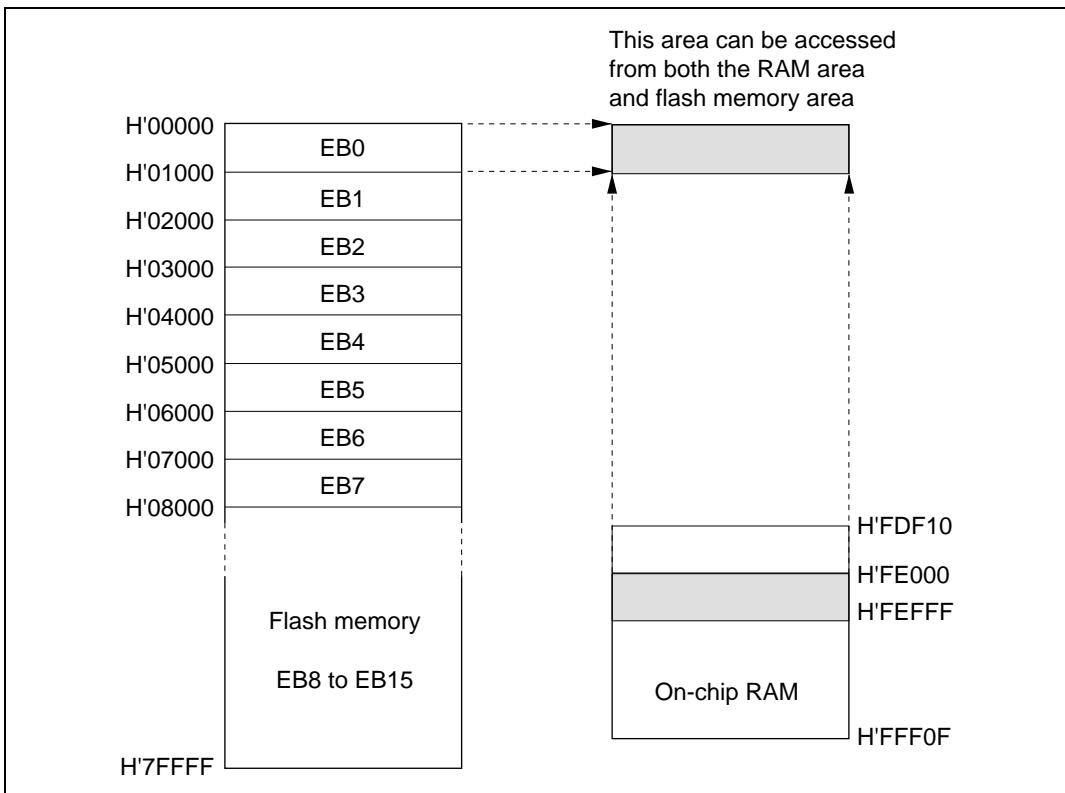 This area can be accessed
from both the RAM area
and flash memory area
H'00000
EB0
H'01000
EB1
H'02000
EB2
H'03000
EB3
H'04000
EB4
H'05000
EB5
H'06000
EB6
H'07000
EB7
H'08000
H'FDF10
H'FE000
H'FEFFF
Flash memory
EB8 to EB15
On-chip RAM
H'FFF0F
H'7FFFF